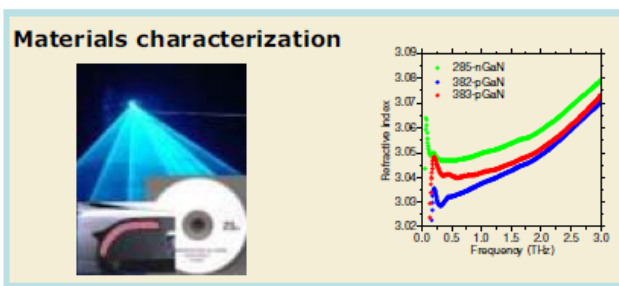 Materials characterization
3.09
3.08
3.07
3.06
3.05
3.04
3.03
3.02
Refractive Index
285-nGaN
382-pGaN
383-pGaN
0.0 0.5 1.0 1.5 2.0 2.5 3.0
Frequency (THz)